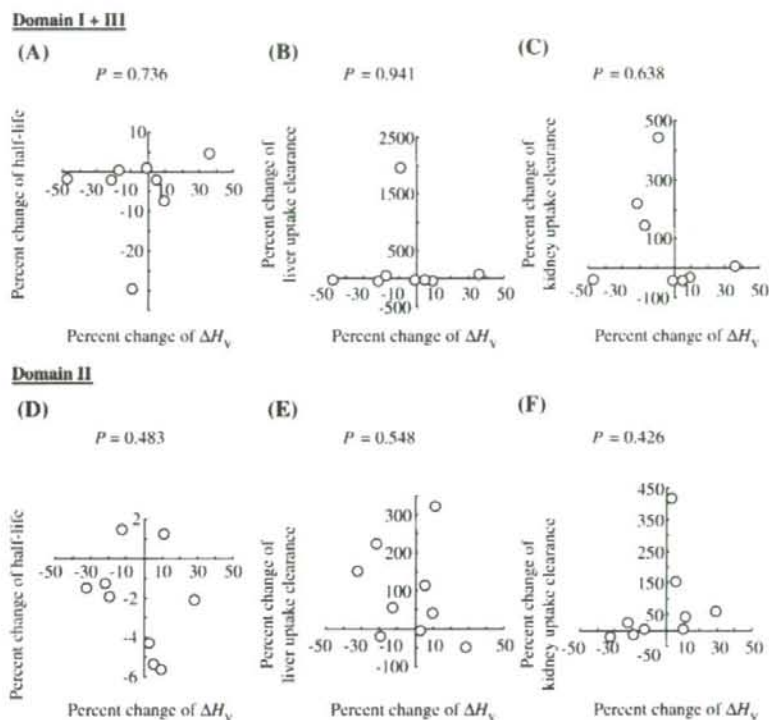 Domain I + III
(A)
P = 0.736
Percent change of half-life
10
-50 -30 -10 10 30 50
-10
-20
-30
Percent change of ΔHv
(B)
P = 0.941
Percent change of
liver uptake clearance
2500
1500
500
-50 -30 -10 10 30 50
-500
Percent change of ΔHv
(C)
P = 0.638
Percent change of
kidney uptake clearance
500
300
100
-50 -30 -10 10 30 50
-100
Percent change of ΔHv
Domain II
(D)
P = 0.483
Percent change of half-life
2
-50 -30 -10 10 30 50
-2
-4
-6
Percent change of ΔHv
(E)
P = 0.548
Percent change of
liver uptake clearance
300
200
100
-50 -30 -10 10 30 50
-100
Percent change of ΔHv
(F)
P = 0.426
Percent change of
kidney uptake clearance
450
350
250
150
50
-50 -30 -10 10 30 50
-50
Percent change of ΔHv